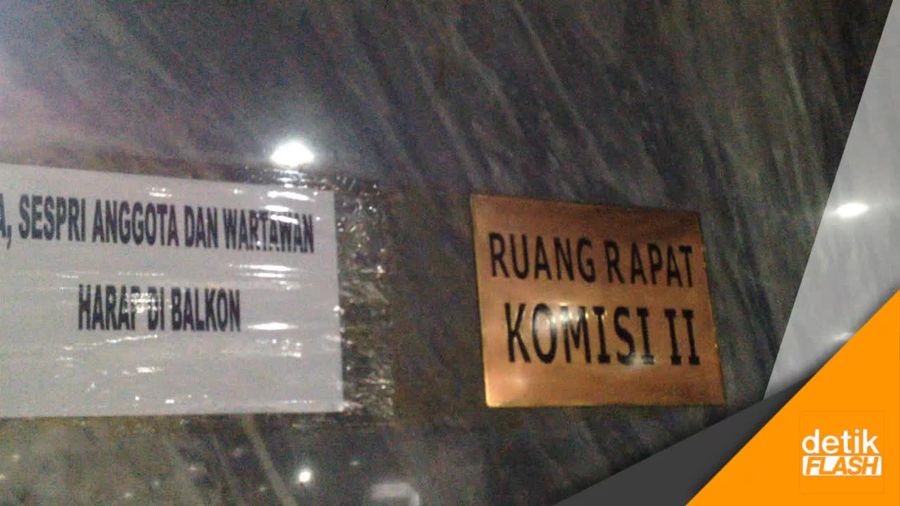 A, SESPRI ANGGOTA DAN WARTAWAN
HARAP DI BALKON
RUANG RAPAT
KOMISI II
detik
FLASH